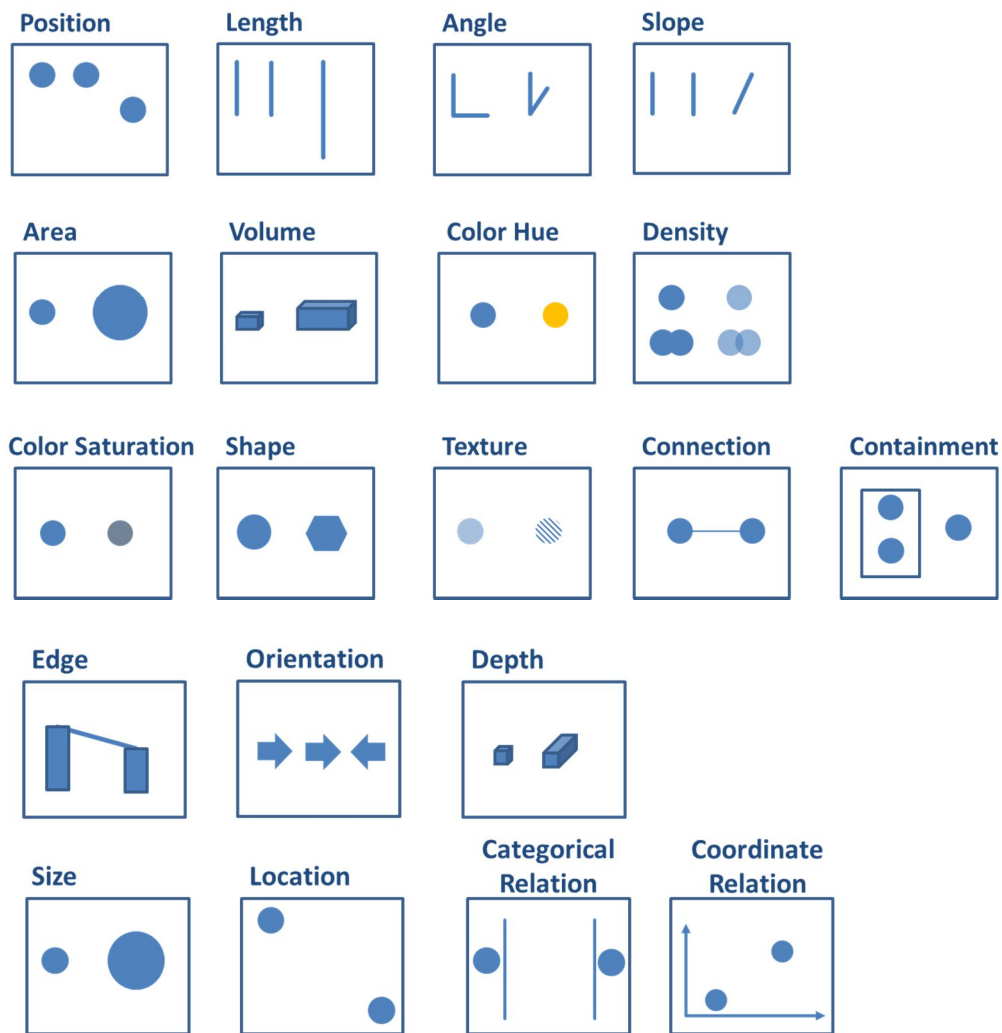 Position
Length
Angle
Slope
Area
Volume
Color Hue
Density
Color Saturation
Shape
Texture
Connection
Containment
Edge
Orientation
Depth
Size
Location
Categorical
Relation
Coordinate
Relation